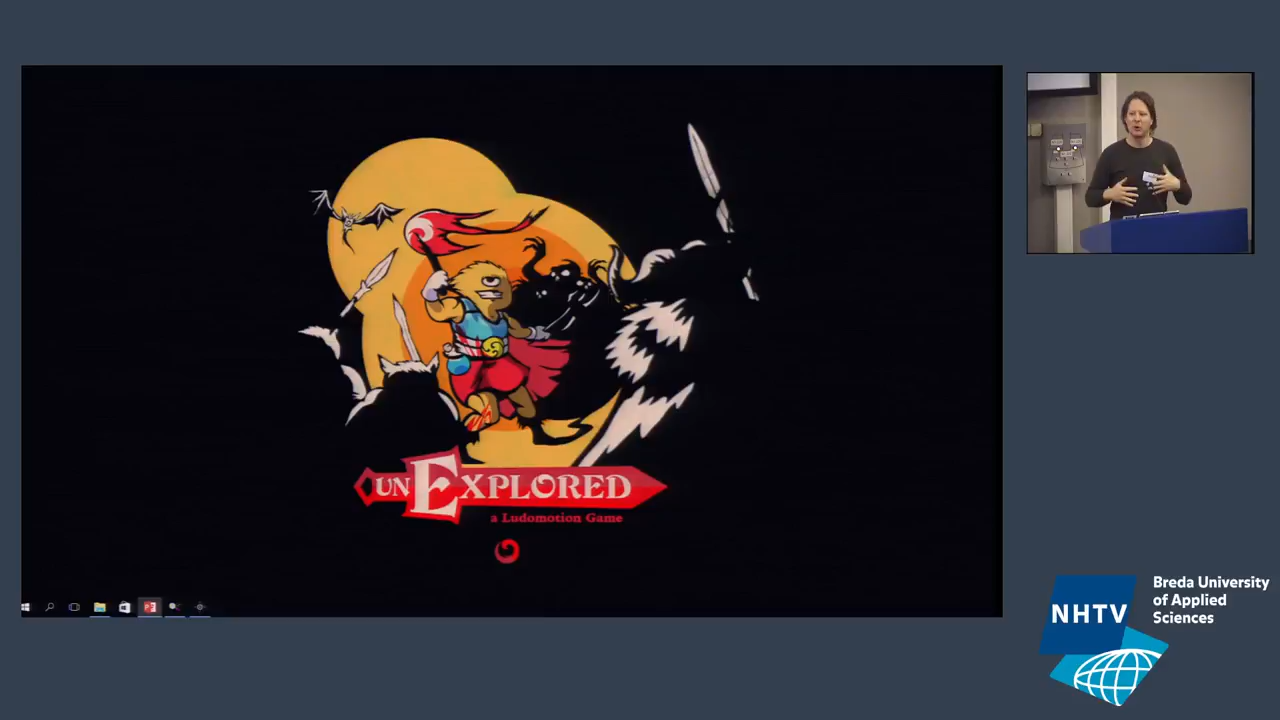 UNEXPLORED
a Ludomotion Game
NHTV
Breda University
of Applied
Sciences